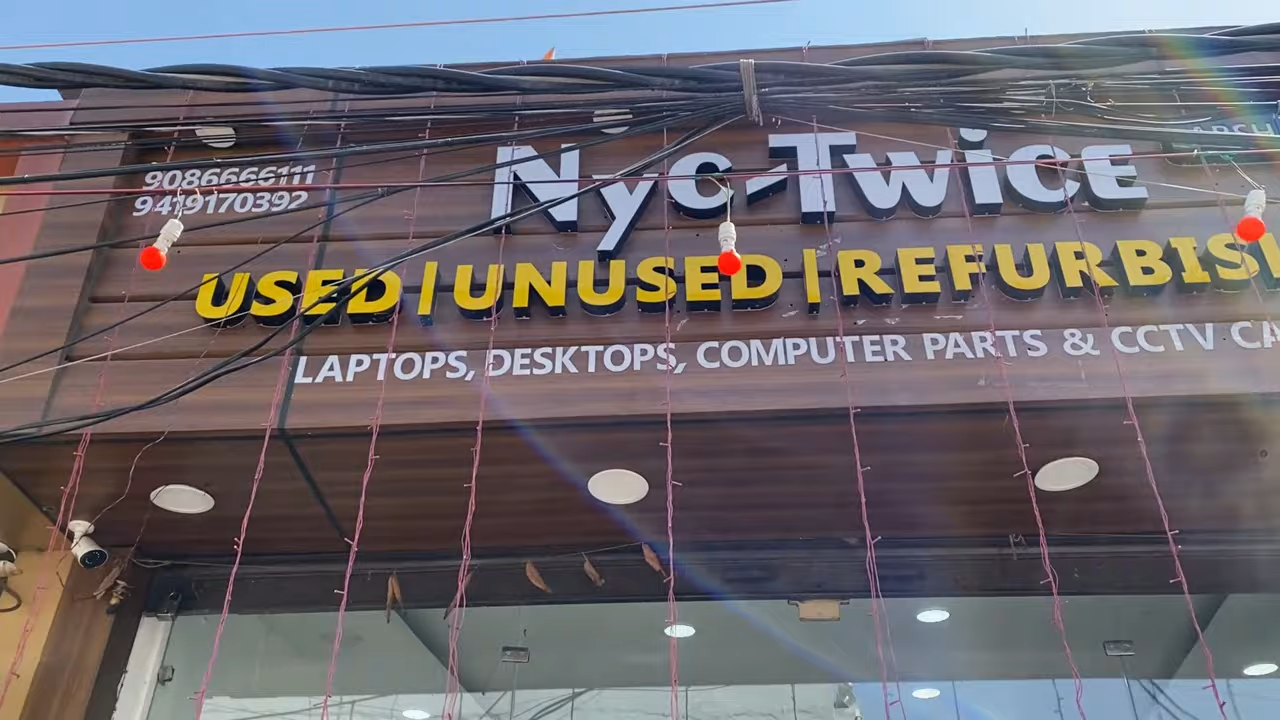 9086666111
9419170392
Nyc-Twice
USED | UNUSED | REFURBIS
LAPTOPS, DESKTOPS, COMPUTER PARTS & CCTV CA